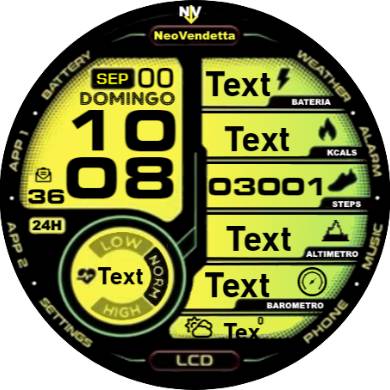 NV
NeoVendetta
BATTERY
WEATHER
APP 1
ALARM
APP 2
MUSIC
SETTINGS
PHONE
SEP 00
DOMINGO
10
08
36
24H
LOW
NORM
HIGH
Text
Text
BATERIA
Text
KCALS
03001
STEPS
Text
ALTIMETRO
Text
BAROMETRO
Tex°
LCD